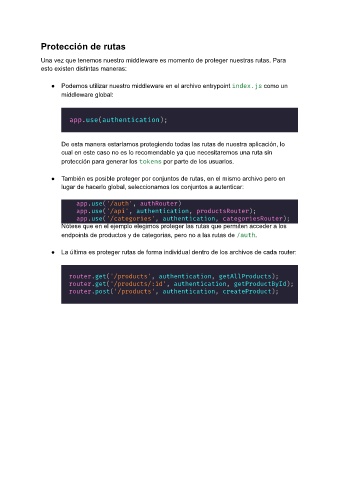 Protección de rutas
Una vez que tenemos nuestro middleware es momento de proteger nuestras rutas. Para
esto existen distintas maneras:
● Podemos utilizar nuestro middleware en el archivo entrypoint index.js como un
middleware global:
app.use(authentication);
De esta manera estaríamos protegiendo todas las rutas de nuestra aplicación, lo
cual en este caso no es lo recomendable ya que necesitaremos una ruta sin
protección para generar los tokens por parte de los usuarios.
● También es posible proteger por conjuntos de rutas, en el mismo archivo pero en
lugar de hacerlo global, seleccionamos los conjuntos a autenticar:
app.use('/auth', authRouter)
app.use('/api', authentication, productsRouter);
app.use('/categories', authentication, categoriesRouter);
Nótese que en el ejemplo elegimos proteger las rutas que permiten acceder a los
endpoints de productos y de categorías, pero no a las rutas de /auth.
● La última es proteger rutas de forma individual dentro de los archivos de cada router:
router.get('/products', authentication, getAllProducts);
router.get('/products/:id', authentication, getProductById);
router.post('/products', authentication, createProduct);